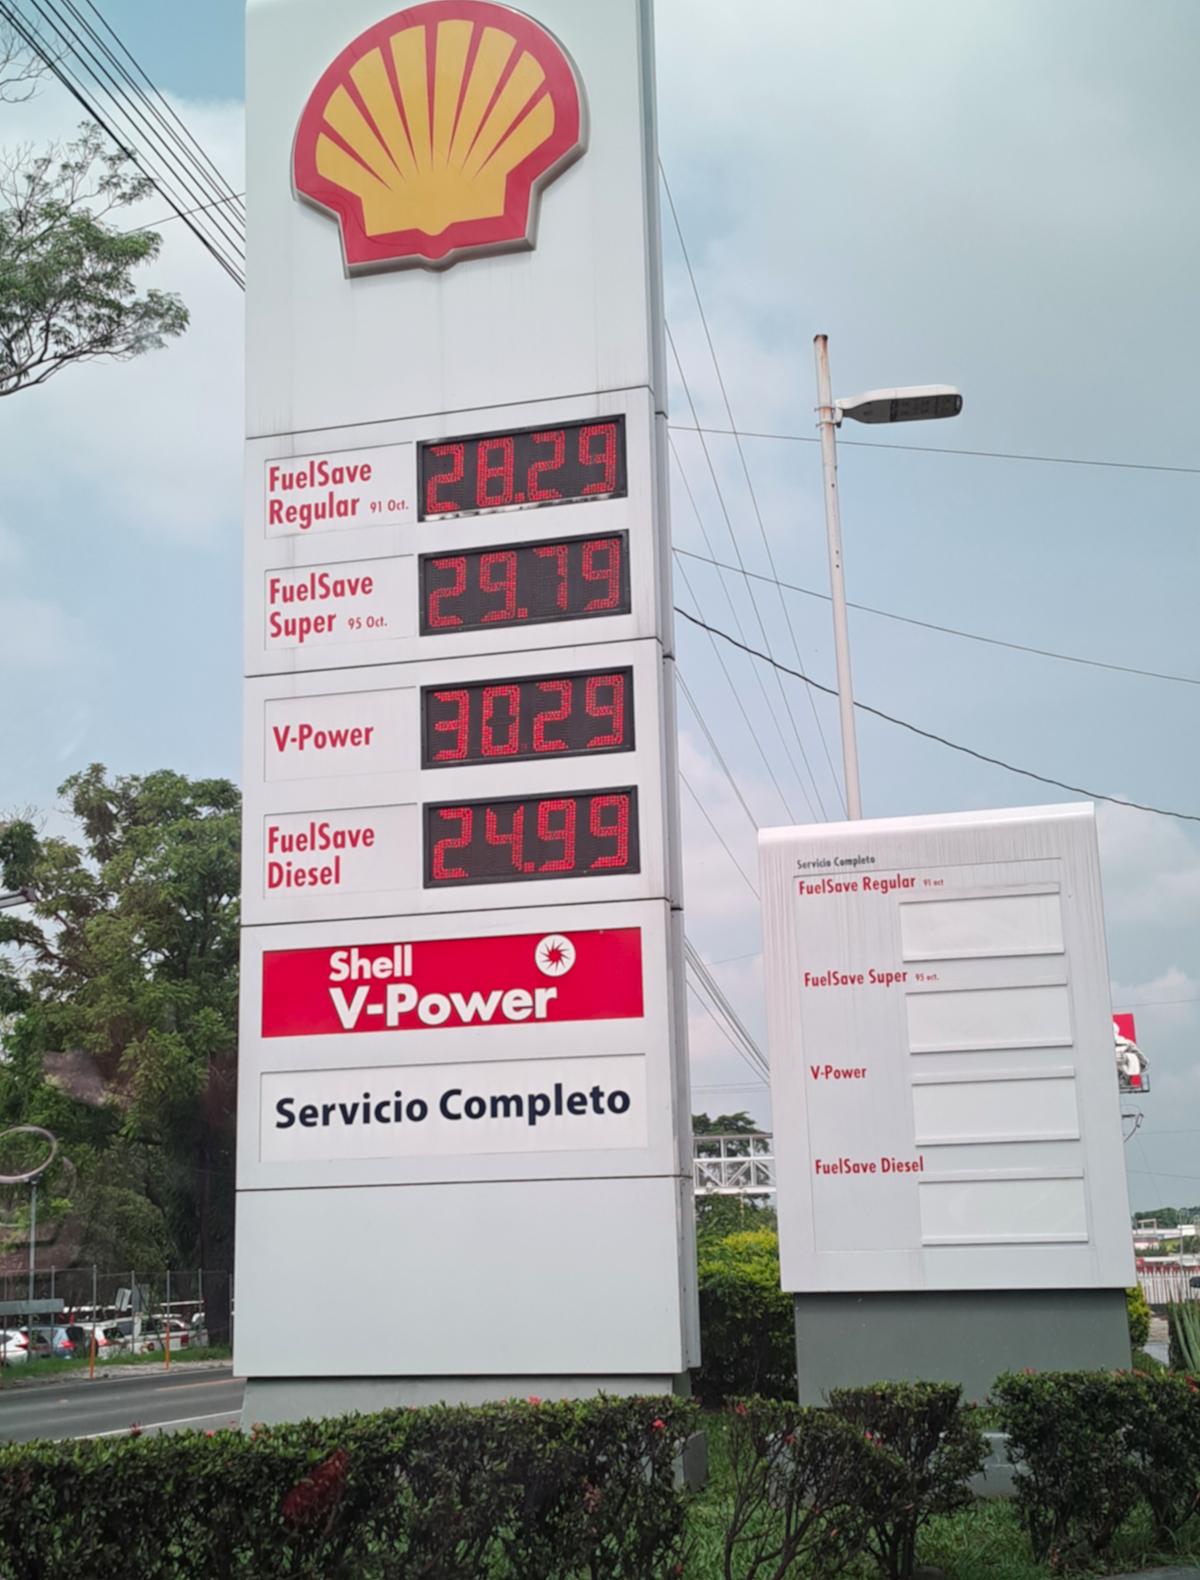 FuelSave
Regular 91 Oct.
28.29
FuelSave
Super 95 Oct.
29.79
V-Power
30.29
FuelSave
Diesel
24.99
Shell
V-Power
Servicio Completo
Servicio Completo
FuelSave Regular 91 oct
FuelSave Super 95 oct.
V-Power
FuelSave Diesel